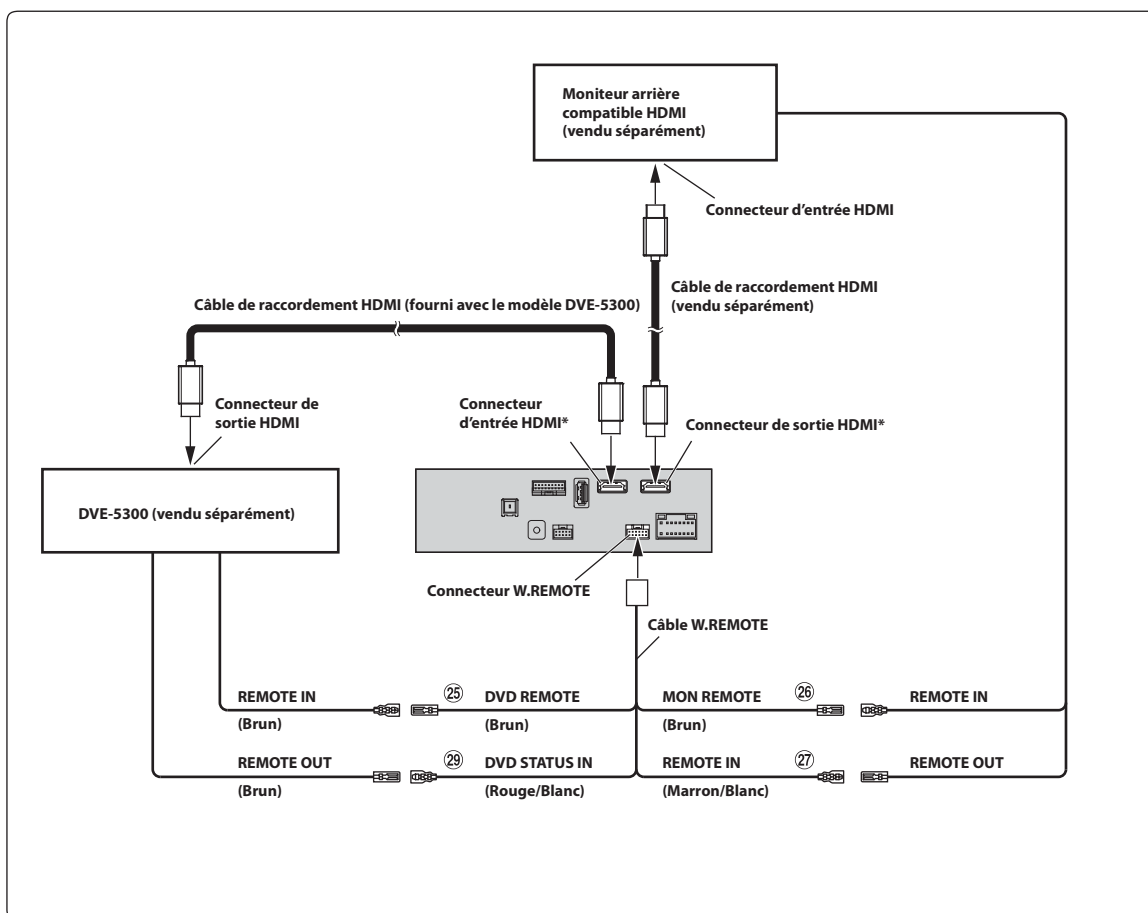 Moniteur arrière
compatible HDMI
(vendu séparément)
Connecteur d'entrée HDMI
Câble de raccordement HDMI
(vendu séparément)
Câble de raccordement HDMI (fourni avec le modèle DVE-5300)
Connecteur de
sortie HDMI
Connecteur
d'entrée HDMI*
Connecteur de sortie HDMI*
DVE-5300 (vendu séparément)
Connecteur W.REMOTE
Câble W.REMOTE
REMOTE IN
(Brun)
㉕
DVD REMOTE
(Brun)
MON REMOTE
(Brun)
㉖
REMOTE IN
REMOTE OUT
(Brun)
㉙
DVD STATUS IN
(Rouge/Blanc)
REMOTE IN
(Marron/Blanc)
㉗
REMOTE OUT